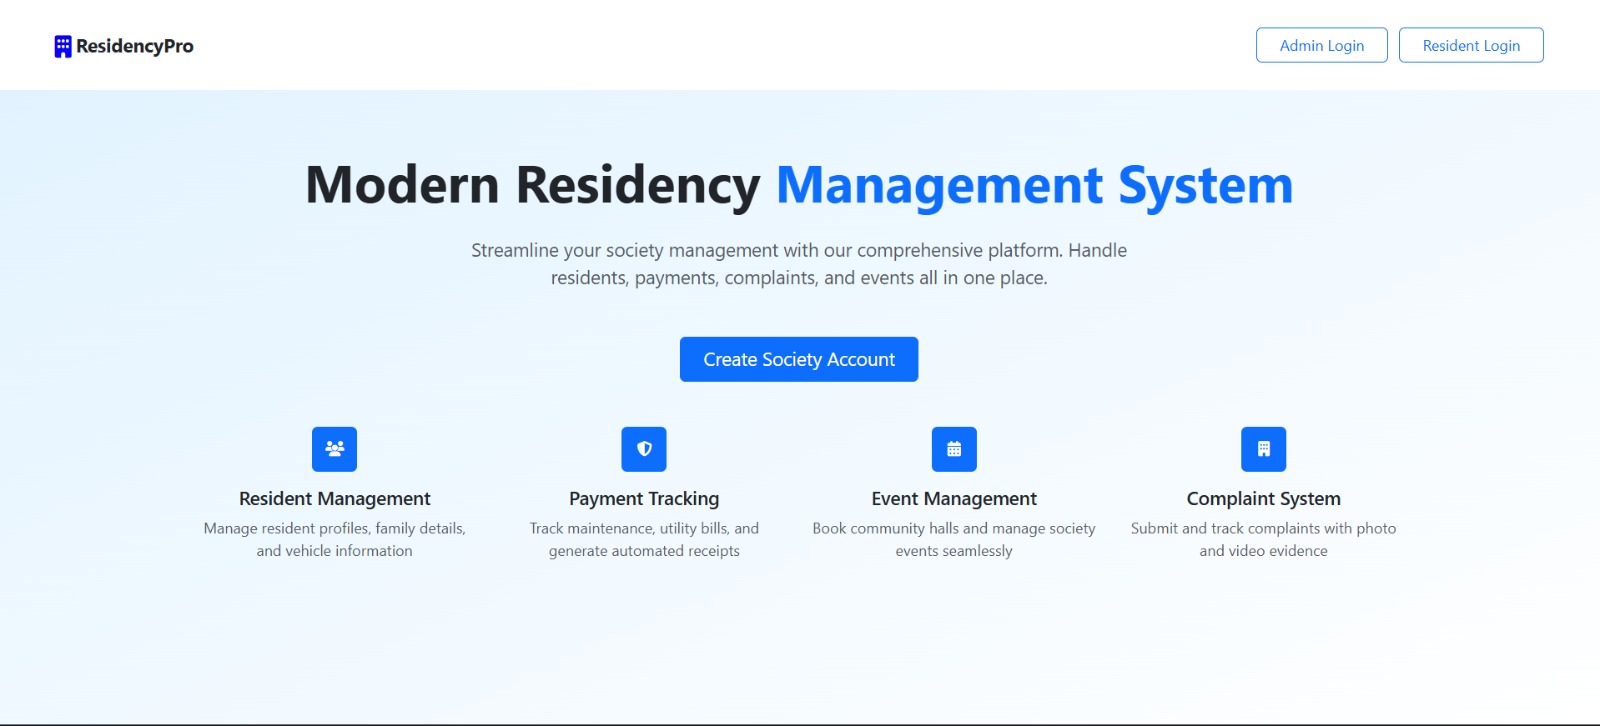 ResidencyPro
Admin Login
Resident Login
Modern Residency Management System
Streamline your society management with our comprehensive platform. Handle
residents, payments, complaints, and events all in one place.
Create Society Account
Resident Management
Manage resident profiles, family details,
and vehicle information
Payment Tracking
Track maintenance, utility bills, and
generate automated receipts
Event Management
Book community halls and manage society
events seamlessly
Complaint System
Submit and track complaints with photo
and video evidence